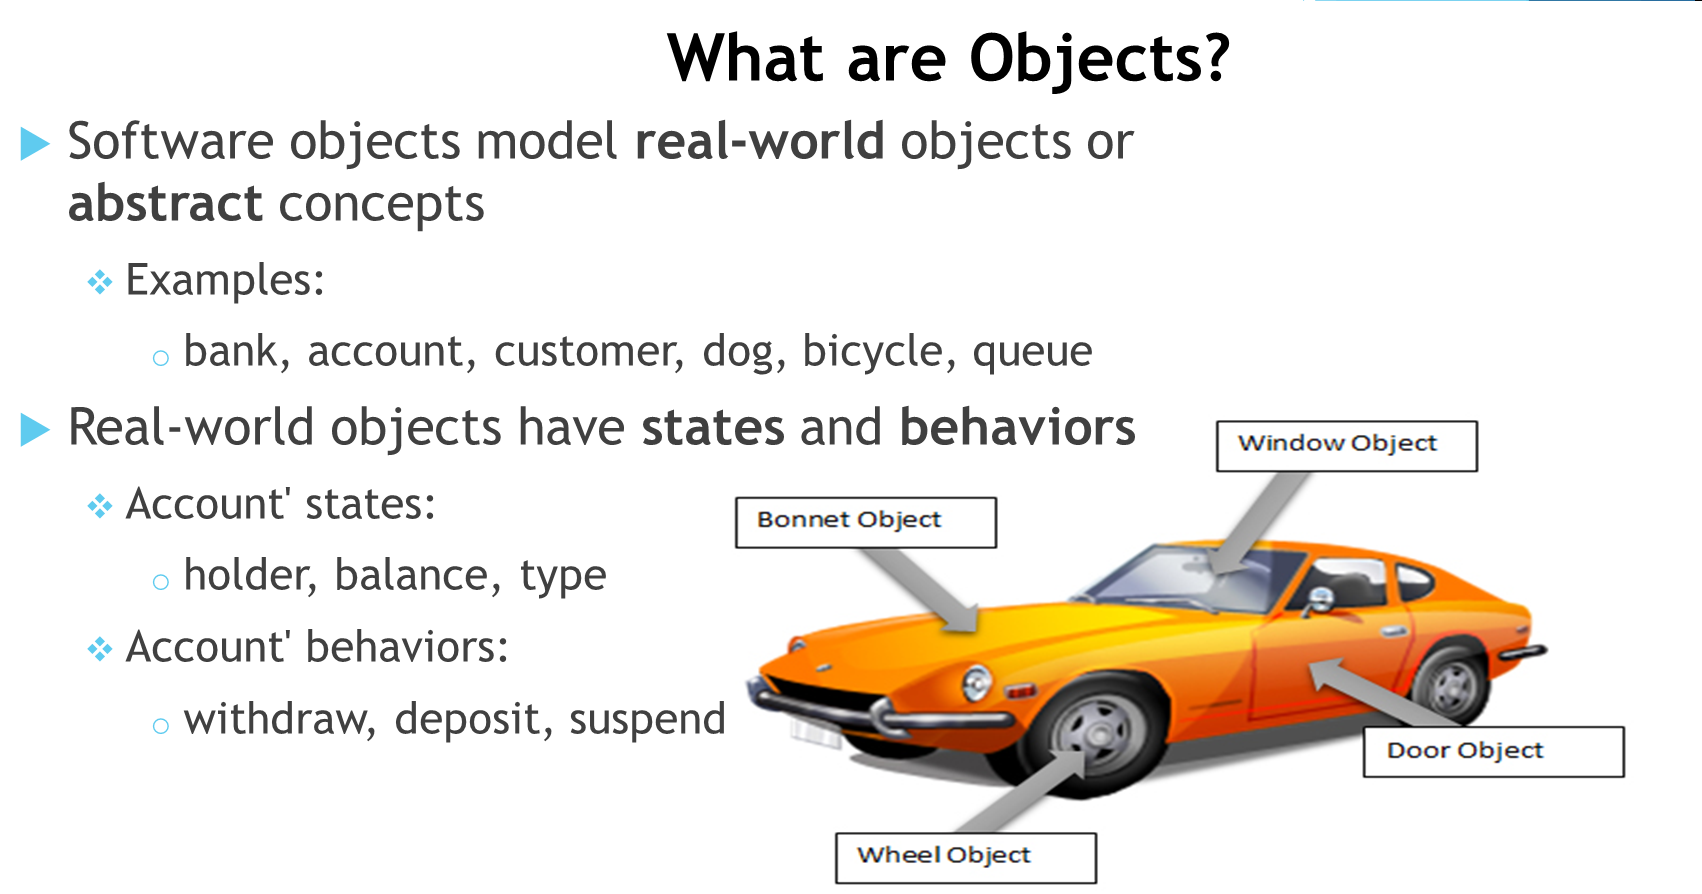 What are Objects?
Software objects model real-world objects or
abstract concepts
Examples:
bank, account, customer, dog, bicycle, queue
Real-world objects have states and behaviors
Account' states:
holder, balance, type
Account' behaviors:
withdraw, deposit, suspend
Window Object
Bonnet Object
Door Object
Wheel Object